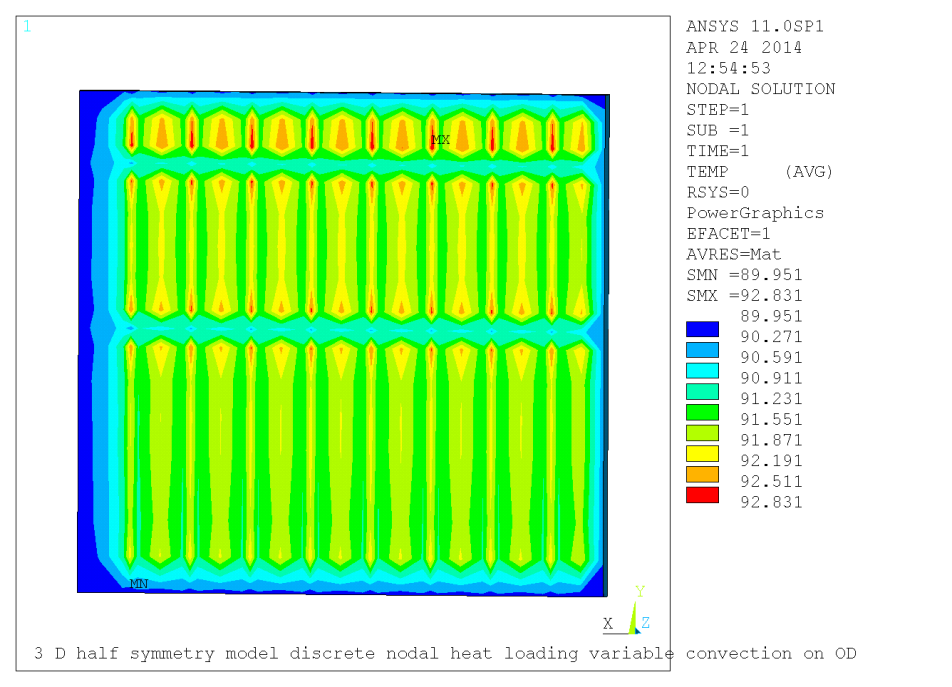 1
ANSYS 11.0SP1
APR 24 2014
12:54:53
NODAL SOLUTION
STEP=1
SUB =1
TIME=1
TEMP (AVG)
RSYS=0
PowerGraphics
EFACET=1
AVRES=Mat
SMN =89.951
SMX =92.831
89.951
90.271
90.591
90.911
91.231
91.551
91.871
92.191
92.511
92.831
MX
MN
Y
X Z
3 D half symmetry model discrete nodal heat loading variable convection on OD